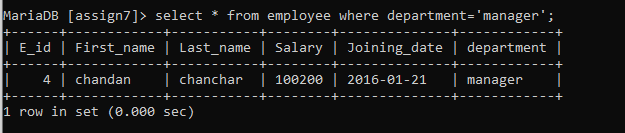 MariaDB [assign7]> select * from employee where department='manager';
+------+------------+-----------+--------+--------------+------------+
| E_id | First_name | Last_name | Salary | Joining_date | department |
+------+------------+-----------+--------+--------------+------------+
|    4 | chandan    | chanchar  | 100200 | 2016-01-21   | manager    |
+------+------------+-----------+--------+--------------+------------+
1 row in set (0.000 sec)